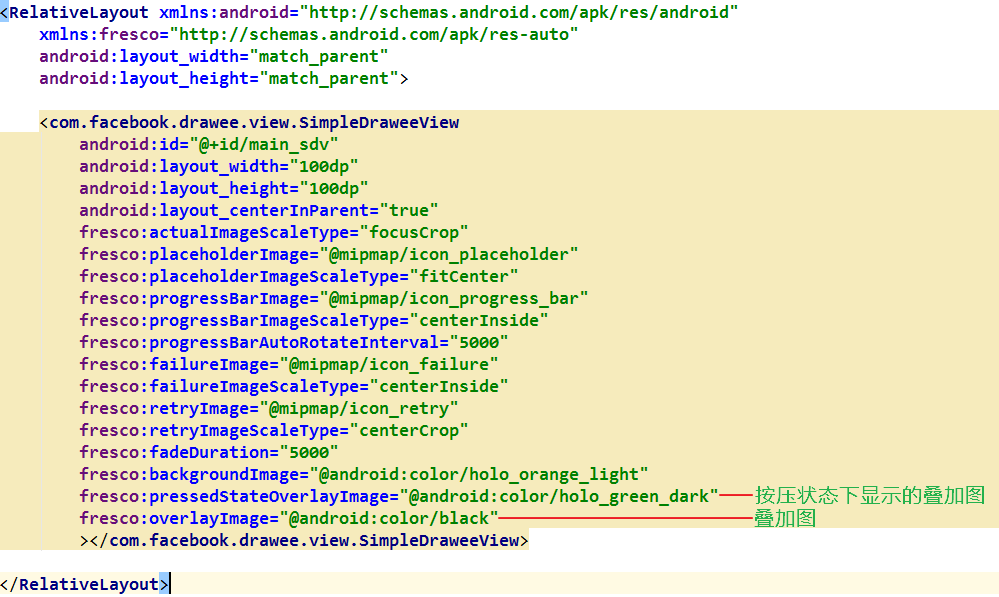 <RelativeLayout xmlns:android="http://schemas.android.com/apk/res/android"
    xmlns:fresco="http://schemas.android.com/apk/res-auto"
    android:layout_width="match_parent"
    android:layout_height="match_parent">
    <com.facebook.drawee.view.SimpleDraweeView
        android:id="@+id/main_sdv"
        android:layout_width="100dp"
        android:layout_height="100dp"
        android:layout_centerInParent="true"
        fresco:actualImageScaleType="focusCrop"
        fresco:placeholderImage="@mipmap/icon_placeholder"
        fresco:placeholderImageScaleType="fitCenter"
        fresco:progressBarImage="@mipmap/icon_progress_bar"
        fresco:progressBarImageScaleType="centerInside"
        fresco:progressBarAutoRotateInterval="5000"
        fresco:failureImage="@mipmap/icon_failure"
        fresco:failureImageScaleType="centerInside"
        fresco:retryImage="@mipmap/icon_retry"
        fresco:retryImageScaleType="centerCrop"
        fresco:fadeDuration="5000"
        fresco:backgroundImage="@android:color/holo_orange_light"
        fresco:pressedStateOverlayImage="@android:color/holo_green_dark" 按压状态下显示的叠加图
        fresco:overlayImage="@android:color/black" 叠加图
        ></com.facebook.drawee.view.SimpleDraweeView>
</RelativeLayout>